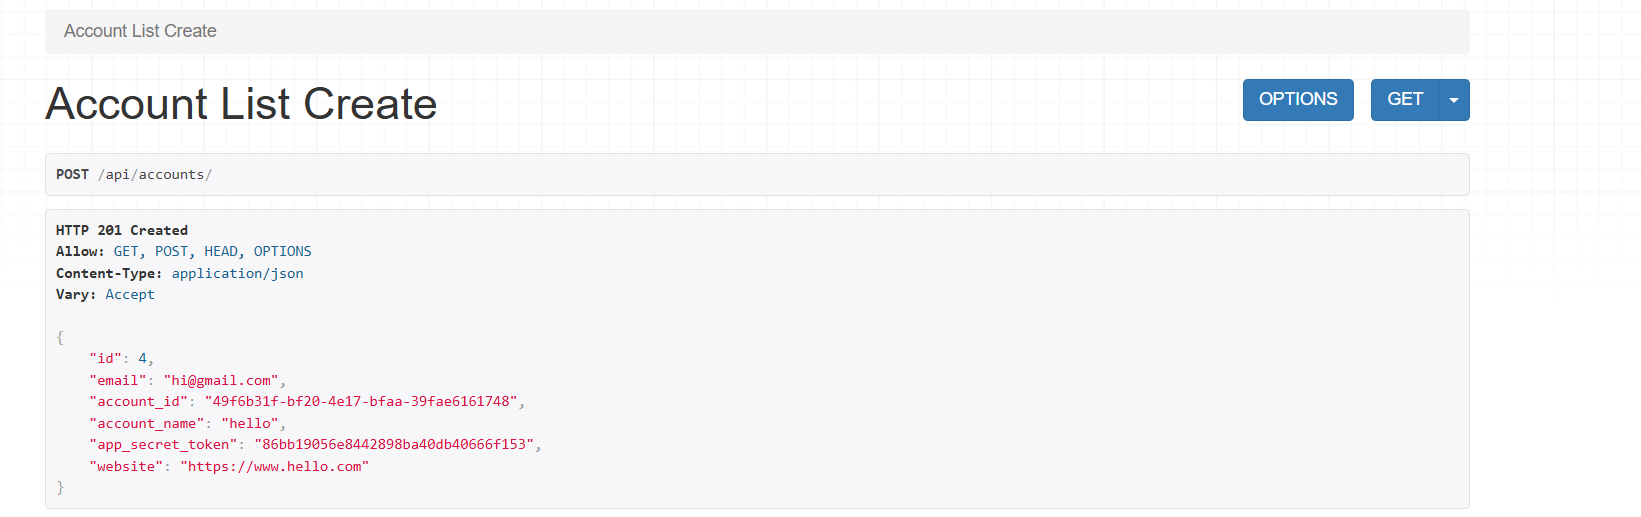 Account List Create
Account List Create
OPTIONS GET
POST /api/accounts/
HTTP 201 Created
Allow: GET, POST, HEAD, OPTIONS
Content-Type: application/json
Vary: Accept
{
"id": 4,
"email": "hi@gmail.com",
"account_id": "49f6b31f-bf20-4e17-bfaa-39fae6161748",
"account_name": "hello",
"app_secret_token": "86bb19056e8442898ba40db40666f153",
"website": "https://www.hello.com"
}